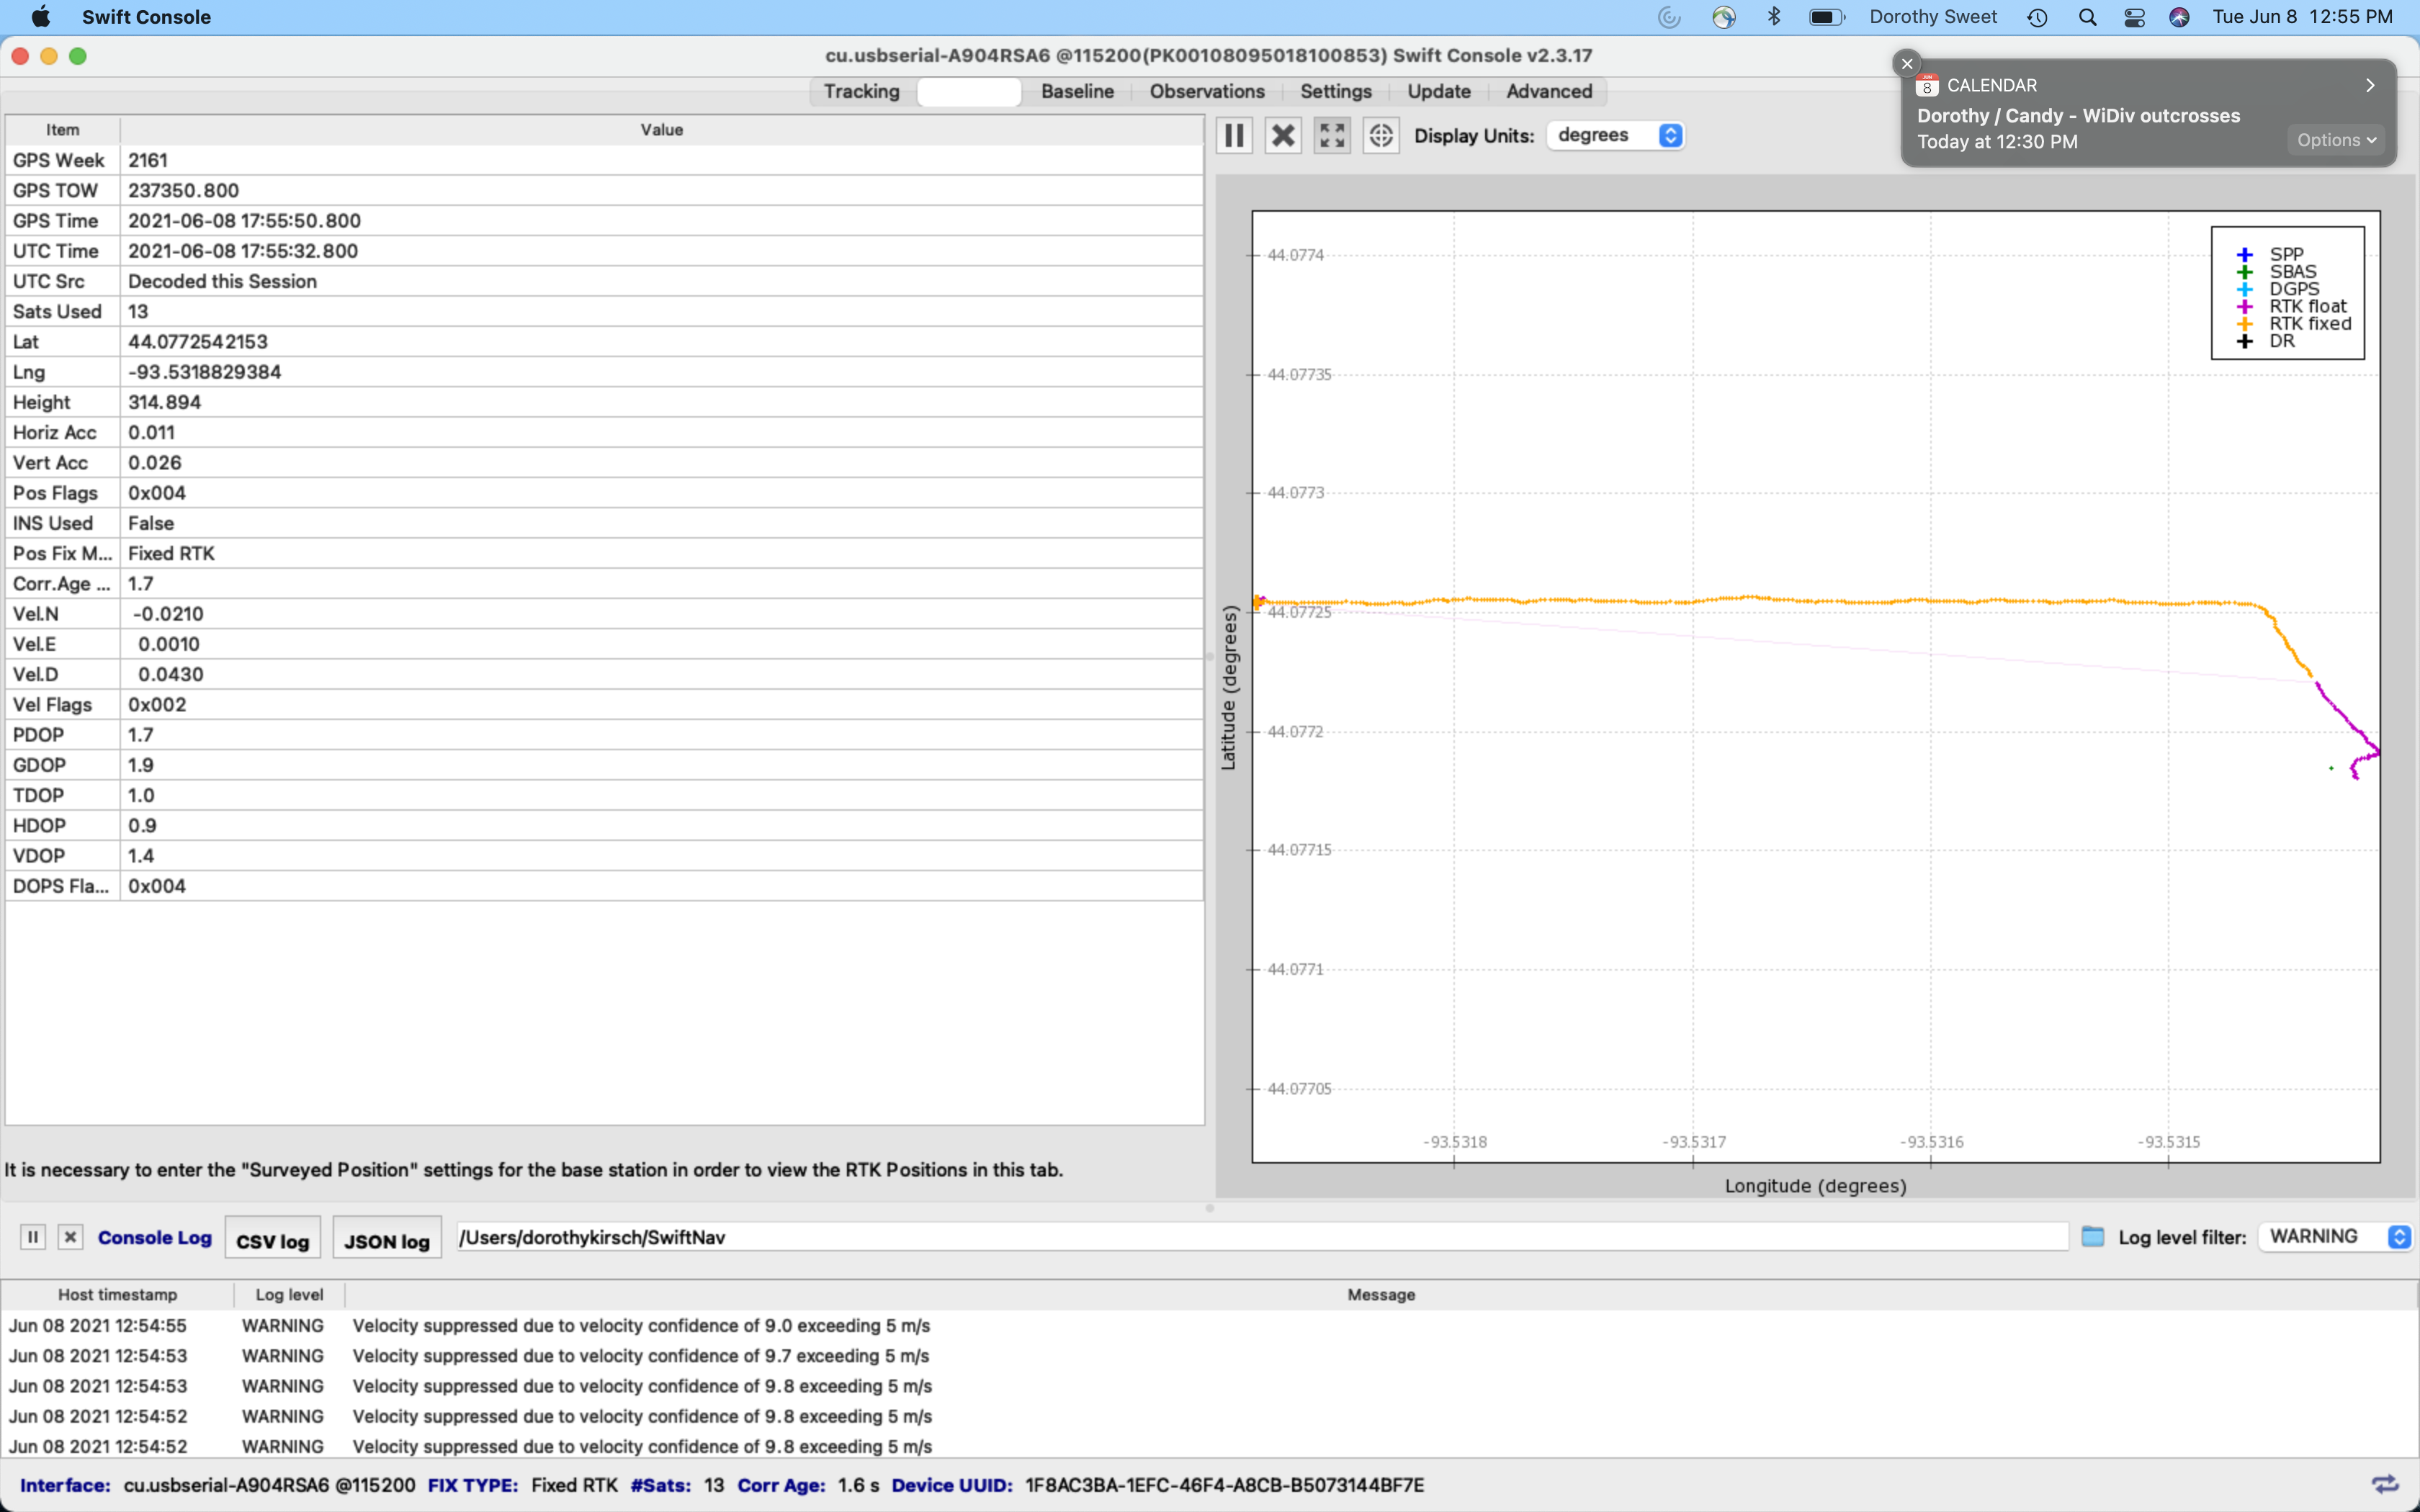 Swift Console
Dorothy Sweet
Tue Jun 8 12:55 PM
cu.usbserial-A904RSA6 @115200(PK00108095018100853) Swift Console v2.3.17
Tracking Baseline Observations Settings Update Advanced
JUN 8 CALENDAR
Dorothy / Candy - WiDiv outcrosses
Today at 12:30 PM
Options
Item Value
GPS Week 2161
GPS TOW 237350.800
GPS Time 2021-06-08 17:55:50.800
UTC Time 2021-06-08 17:55:32.800
UTC Src Decoded this Session
Sats Used 13
Lat 44.0772542153
Lng -93.5318829384
Height 314.894
Horiz Acc 0.011
Vert Acc 0.026
Pos Flags 0x004
INS Used False
Pos Fix M... Fixed RTK
Corr.Age ... 1.7
Vel.N -0.0210
Vel.E 0.0010
Vel.D 0.0430
Vel Flags 0x002
PDOP 1.7
GDOP 1.9
TDOP 1.0
HDOP 0.9
VDOP 1.4
DOPS Fla... 0x004
It is necessary to enter the "Surveyed Position" settings for the base station in order to view the RTK Positions in this tab.
Display Units: degrees
SPP
SBAS
DGPS
RTK float
RTK fixed
DR
44.0774
44.07735
44.0773
44.07725
44.0772
44.07715
44.0771
44.07705
Latitude (degrees)
-93.5318 -93.5317 -93.5316 -93.5315
Longitude (degrees)
Console Log CSV log JSON log /Users/dorothykirsch/SwiftNav Log level filter: WARNING
Host timestamp Log level Message
Jun 08 2021 12:54:55 WARNING Velocity suppressed due to velocity confidence of 9.0 exceeding 5 m/s
Jun 08 2021 12:54:53 WARNING Velocity suppressed due to velocity confidence of 9.7 exceeding 5 m/s
Jun 08 2021 12:54:53 WARNING Velocity suppressed due to velocity confidence of 9.8 exceeding 5 m/s
Jun 08 2021 12:54:52 WARNING Velocity suppressed due to velocity confidence of 9.8 exceeding 5 m/s
Jun 08 2021 12:54:52 WARNING Velocity suppressed due to velocity confidence of 9.8 exceeding 5 m/s
Interface: cu.usbserial-A904RSA6 @115200 FIX TYPE: Fixed RTK #Sats: 13 Corr Age: 1.6 s Device UUID: 1F8AC3BA-1EFC-46F4-A8CB-B5073144BF7E